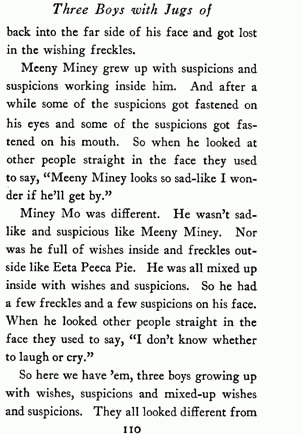 Three Boys with Jugs of
back into the far side of his face and got lost
in the wishing freckles.
Meeny Miney grew up with suspicions and
suspicions working inside him. And after a
while some of the suspicions got fastened on
his eyes and some of the suspicions got fas-
tened on his mouth. So when he looked at
other people straight in the face they used
to say, “Meeny Miney looks so sad-like I won-
der if he’ll get by.”
Miney Mo was different. He wasn’t sad-
like and suspicious like Meeny Miney. Nor
was he full of wishes inside and freckles out-
side like Eeta Peeca Pie. He was all mixed up
inside with wishes and suspicions. So he had
a few freckles and a few suspicions on his face.
When he looked other people straight in the
face they used to say, “I don’t know whether
to laugh or cry.”
So here we have ’em, three boys growing up
with wishes, suspicions and mixed-up wishes
and suspicions. They all looked different from
110